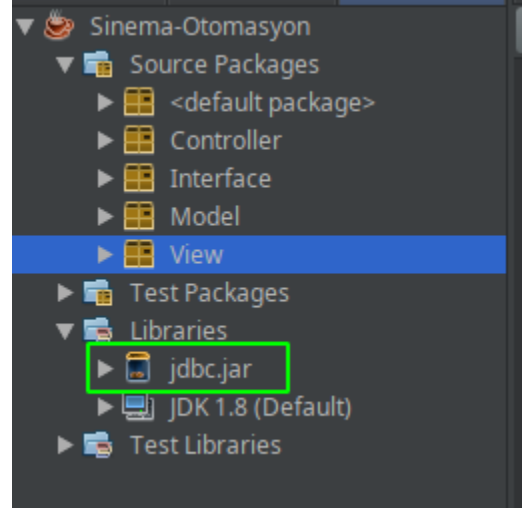 Sinema-Otomasyon
Source Packages
<default package>
Controller
Interface
Model
View
Test Packages
Libraries
jdbc.jar
JDK 1.8 (Default)
Test Libraries